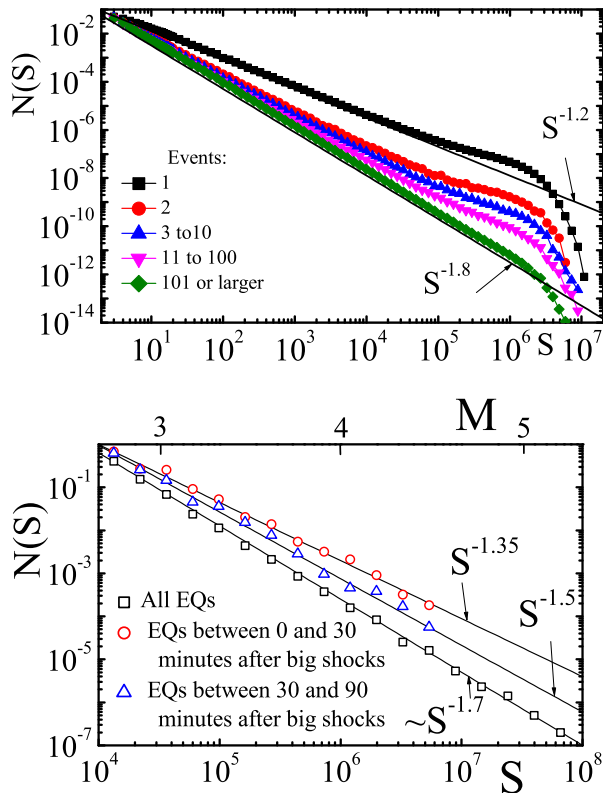 N(S)
10^-2
10^-4
10^-6
10^-8
10^-10
10^-12
10^-14
Events:
1
2
3 to10
11 to 100
101 or larger
S^-1.2
S^-1.8
10^1
10^2
10^3
10^4
10^5
10^6
S
10^7
M
3
4
5
N(S)
10^-1
10^-3
10^-5
10^-7
S^-1.35
S^-1.5
~S^-1.7
All EQs
EQs between 0 and 30
minutes after big shocks
EQs between 30 and 90
minutes after big shocks
10^4
10^5
10^6
10^7
S
10^8